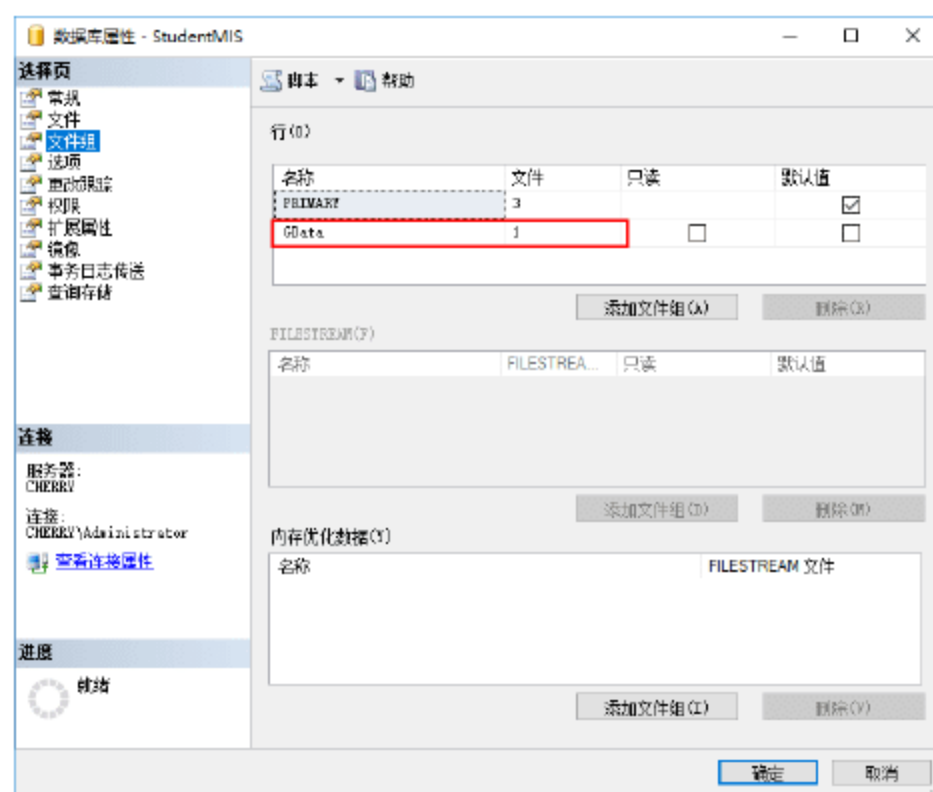 数据库属性 - StudentMIS
选择页
常规
文件
文件组
选项
更改跟踪
权限
扩展属性
镜像
事务日志传送
查询存储
连接
服务器:
CHERRY
连接:
CHERRY\Administrator
查看连接属性
进度
就绪
脚本 帮助
行(O)
名称 文件 只读 默认值
PRIMARY 3
GData 1
添加文件组(A) 删除(R)
FILESTREAM(F)
名称 FILESTREA... 只读 默认值
添加文件组(D) 删除(M)
内存优化数据(Y)
名称 FILESTREAM 文件
添加文件组(I) 删除(V)
确定 取消